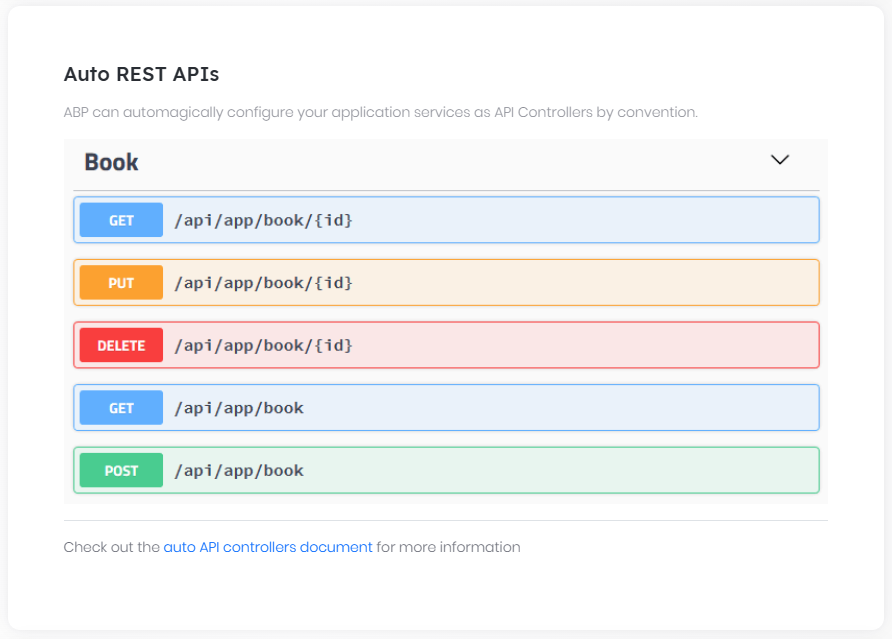 Auto REST APIs
ABP can automagically configure your application services as API Controllers by convention.
Book
GET /api/app/book/{id}
PUT /api/app/book/{id}
DELETE /api/app/book/{id}
GET /api/app/book
POST /api/app/book
Check out the auto API controllers document for more information